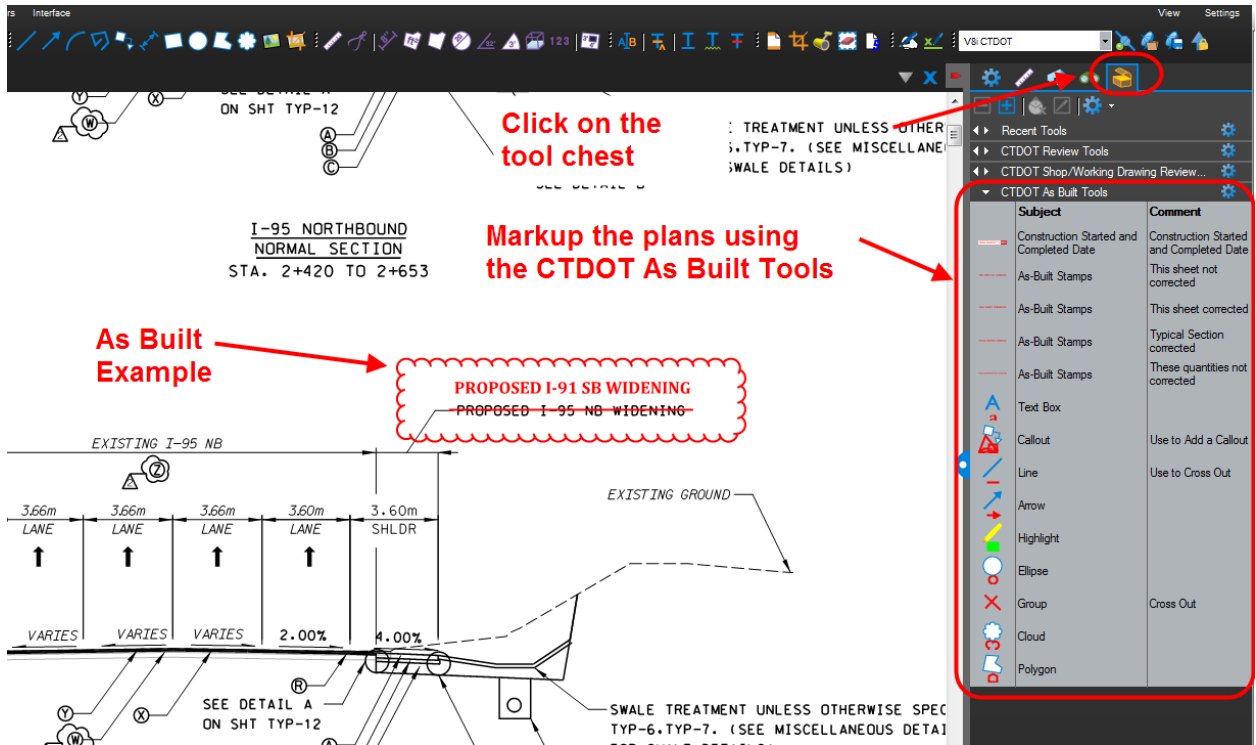 rs Interface View Settings
123 V8i CTDOT
SEE DETAIL A
ON SHT TYP-12
Y X W 2
A
B
C
Click on the
tool chest
: TREATMENT UNLESS OTHER
.TYP-7. (SEE MISCELLANE
SWALE DETAILS)
I-95 NORTHBOUND
NORMAL SECTION
STA. 2+420 TO 2+653
Markup the plans using
the CTDOT As Built Tools
As Built
Example
PROPOSED I-91 SB WIDENING
PROPOSED I-95 NB WIDENING
EXISTING I-95 NB
Z 2
EXISTING GROUND
3.66m 3.66m 3.66m 3.60m 3.60m
LANE LANE LANE LANE SHLDR
VARIES VARIES VARIES 2.00% 4.00%
R
SEE DETAIL A
ON SHT TYP-12
Y X W
A
SWALE TREATMENT UNLESS OTHERWISE SPEC
TYP-6.TYP-7. (SEE MISCELLANEOUS DETAI
Recent Tools
CTDOT Review Tools
CTDOT Shop/Working Drawing Review...
CTDOT As Built Tools
Subject Comment
Construction Started and Construction Started
Completed Date and Completed Date
As-Built Stamps This sheet not
corrected
As-Built Stamps This sheet corrected
As-Built Stamps Typical Section
corrected
As-Built Stamps These quantities not
corrected
Text Box
Callout Use to Add a Callout
Line Use to Cross Out
Arrow
Highlight
Ellipse
Group Cross Out
Cloud
Polygon